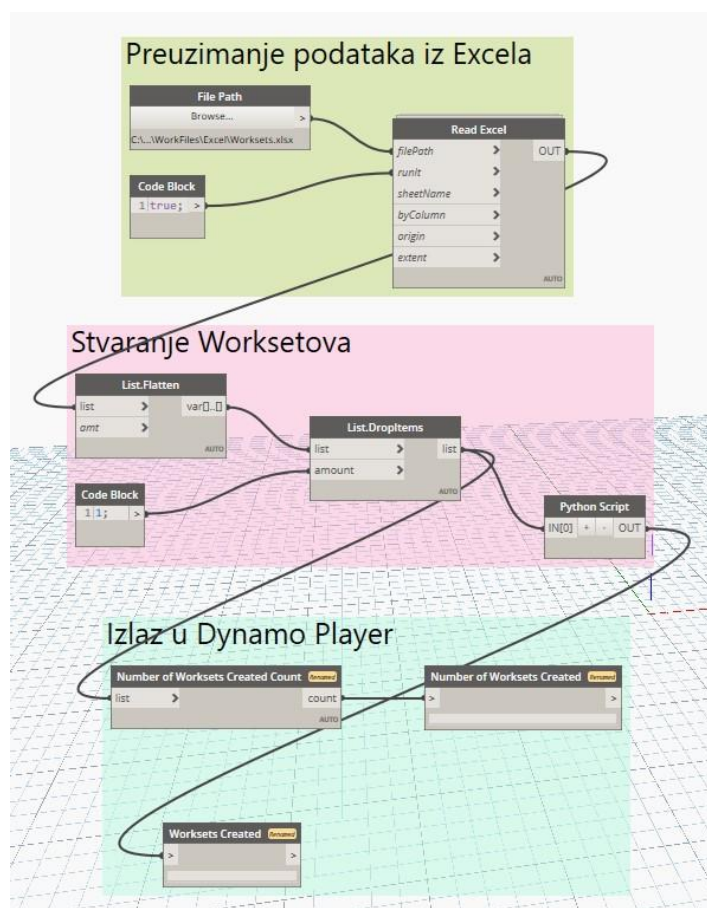 Preuzimanje podataka iz Excela
File Path
Browse... >
C:\...\WorkFiles\Excel\Worksets.xlsx
Code Block
1 true; >
Read Excel
filePath > OUT
runit >
sheetName >
byColumn >
origin >
extent >
AUTO
Stvaranje Worksetova
List.Flatten
list > var[]..[]
amt >
AUTO
Code Block
1 1; >
List.DropItems
list > list
amount >
AUTO
Python Script
IN[0] + - OUT
Izlaz u Dynamo Player
Number of Worksets Created Count Renamed
list > count
AUTO
Number of Worksets Created Renamed
> >
Worksets Created Renamed
> >